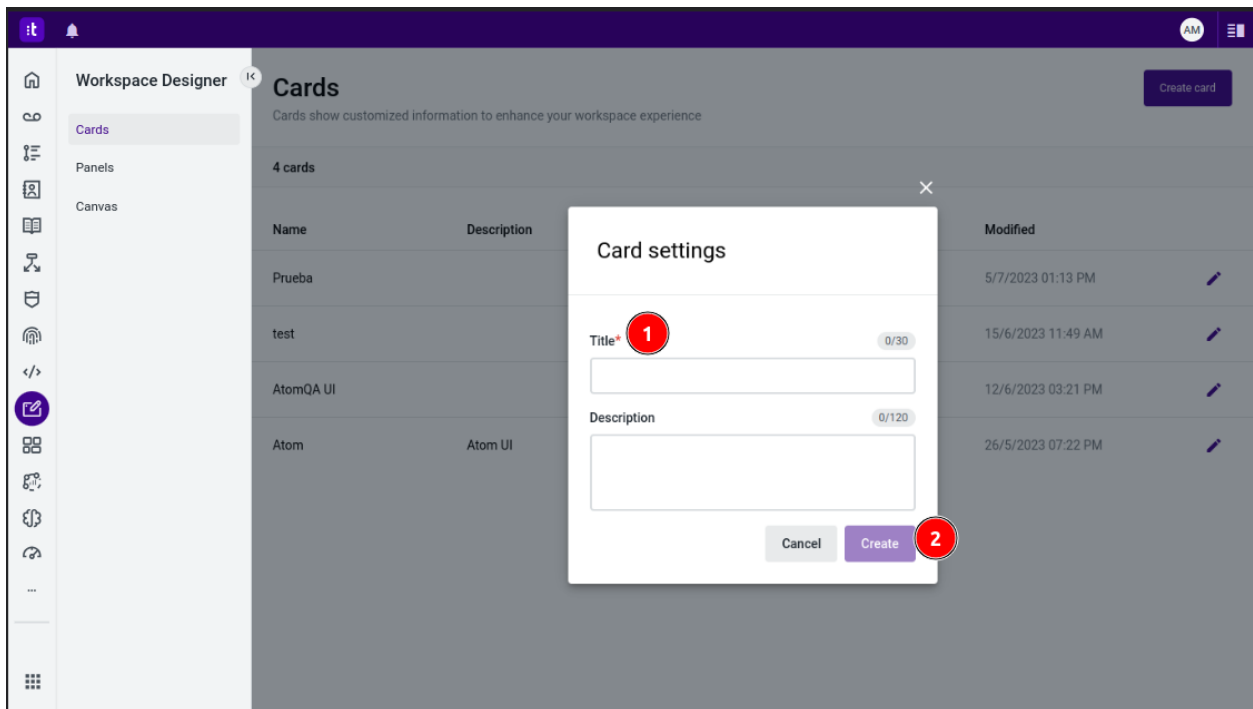 :t
AM
Workspace Designer
Cards
Panels
Canvas
Cards
Cards show customized information to enhance your workspace experience
Create card
4 cards
Name Description Modified
Prueba 5/7/2023 01:13 PM
test 15/6/2023 11:49 AM
AtomQA UI 12/6/2023 03:21 PM
Atom Atom UI 26/5/2023 07:22 PM
Card settings
Title* 1 0/30
Description 0/120
Cancel Create 2